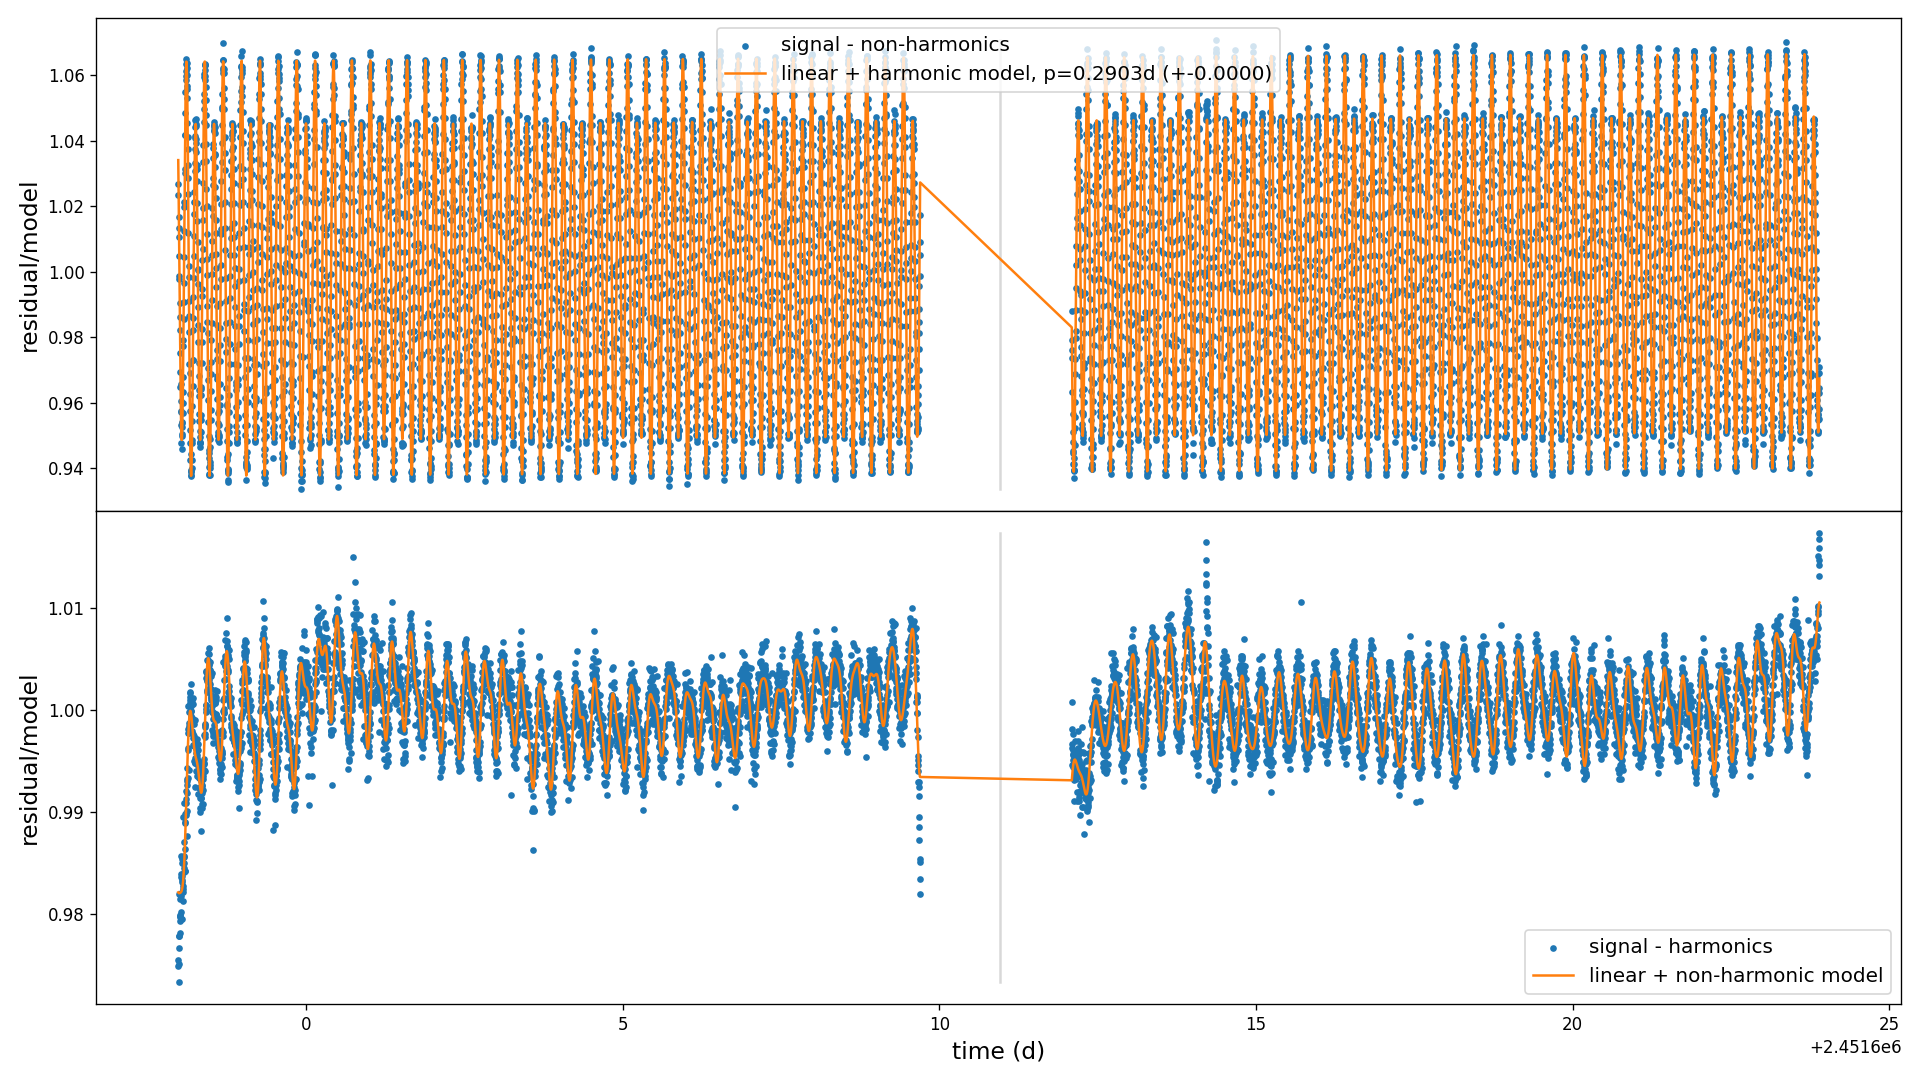 signal - non-harmonics
linear + harmonic model, p=0.2903d (+-0.0000)
residual/model
1.06
1.04
1.02
1.00
0.98
0.96
0.94
residual/model
1.01
1.00
0.99
0.98
signal - harmonics
linear + non-harmonic model
0 5 10 15 20 25
time (d)
+2.4516e6